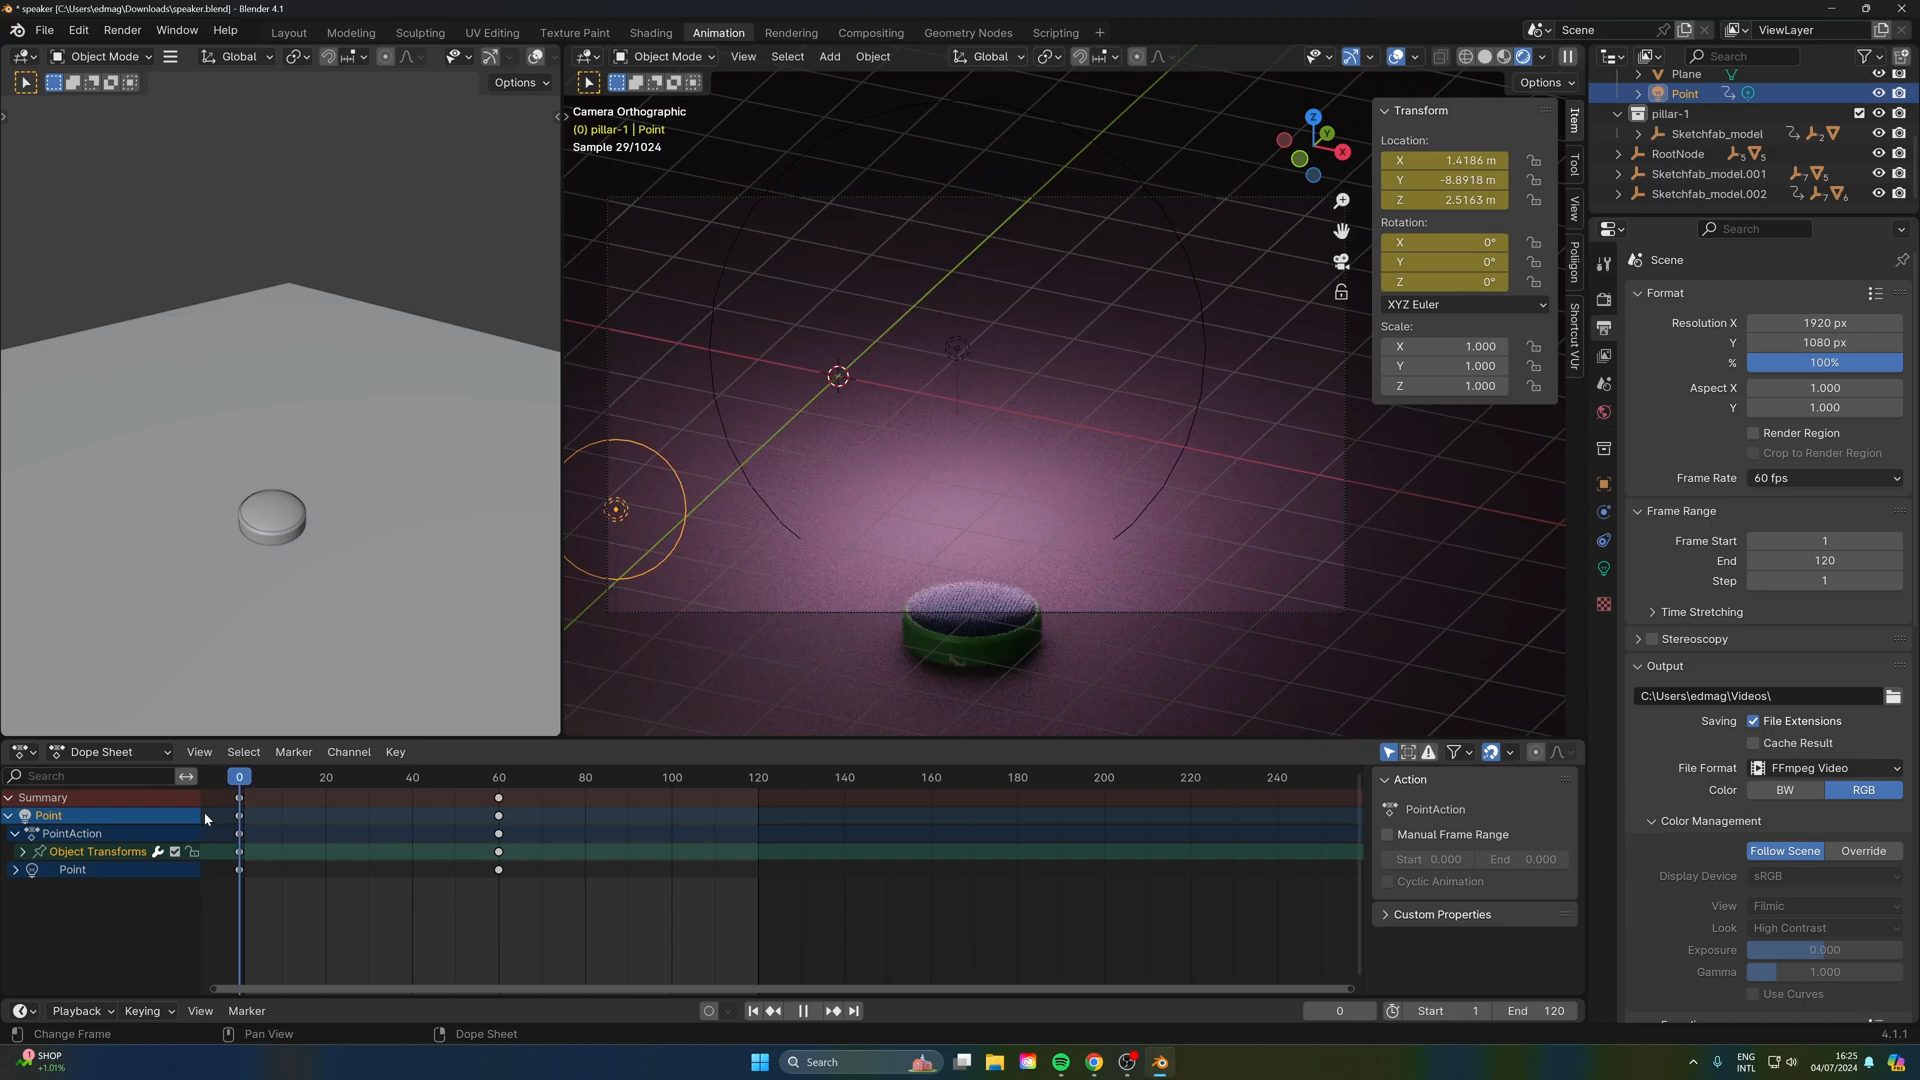 * speaker [C:\Users\edmag\Downloads\speaker.blend] - Blender 4.1
File Edit Render Window Help Layout Modeling Sculpting UV Editing Texture Paint Shading Animation Rendering Compositing Geometry Nodes Scripting + Scene ViewLayer
Object Mode Global Object Mode View Select Add Object Global Search
Options Options
Plane
Point
pillar-1
Sketchfab_model
RootNode
Sketchfab_model.001
Sketchfab_model.002
Camera Orthographic
(0) pillar-1 | Point
Sample 29/1024
Z
Y
X
Transform
Location:
X 1.4186 m
Y -8.8918 m
Z 2.5163 m
Rotation:
X 0°
Y 0°
Z 0°
XYZ Euler
Scale:
X 1.000
Y 1.000
Z 1.000
Item
Tool
View
Poliigon
Shortcut VUr
Search
Scene
Format
Resolution X 1920 px
Y 1080 px
% 100%
Aspect X 1.000
Y 1.000
Render Region
Crop to Render Region
Frame Rate 60 fps
Frame Range
Frame Start 1
End 120
Step 1
Time Stretching
Stereoscopy
Output
C:\Users\edmag\Videos\
Saving File Extensions
Cache Result
File Format FFmpeg Video
Color BW RGB
Color Management
Follow Scene Override
Display Device sRGB
View Filmic
Look High Contrast
Exposure 0.000
Gamma 1.000
Use Curves
Dope Sheet View Select Marker Channel Key
Search 0 20 40 60 80 100 120 140 160 180 200 220 240
Summary
Point
PointAction
Object Transforms
Point
Action
PointAction
Manual Frame Range
Start 0.000 End 0.000
Cyclic Animation
Custom Properties
Playback Keying View Marker 0 Start 1 End 120
Change Frame Pan View Dope Sheet 4.1.1
1 SHOP
+1.01%
Search
ENG
INTL
16:25
04/07/2024